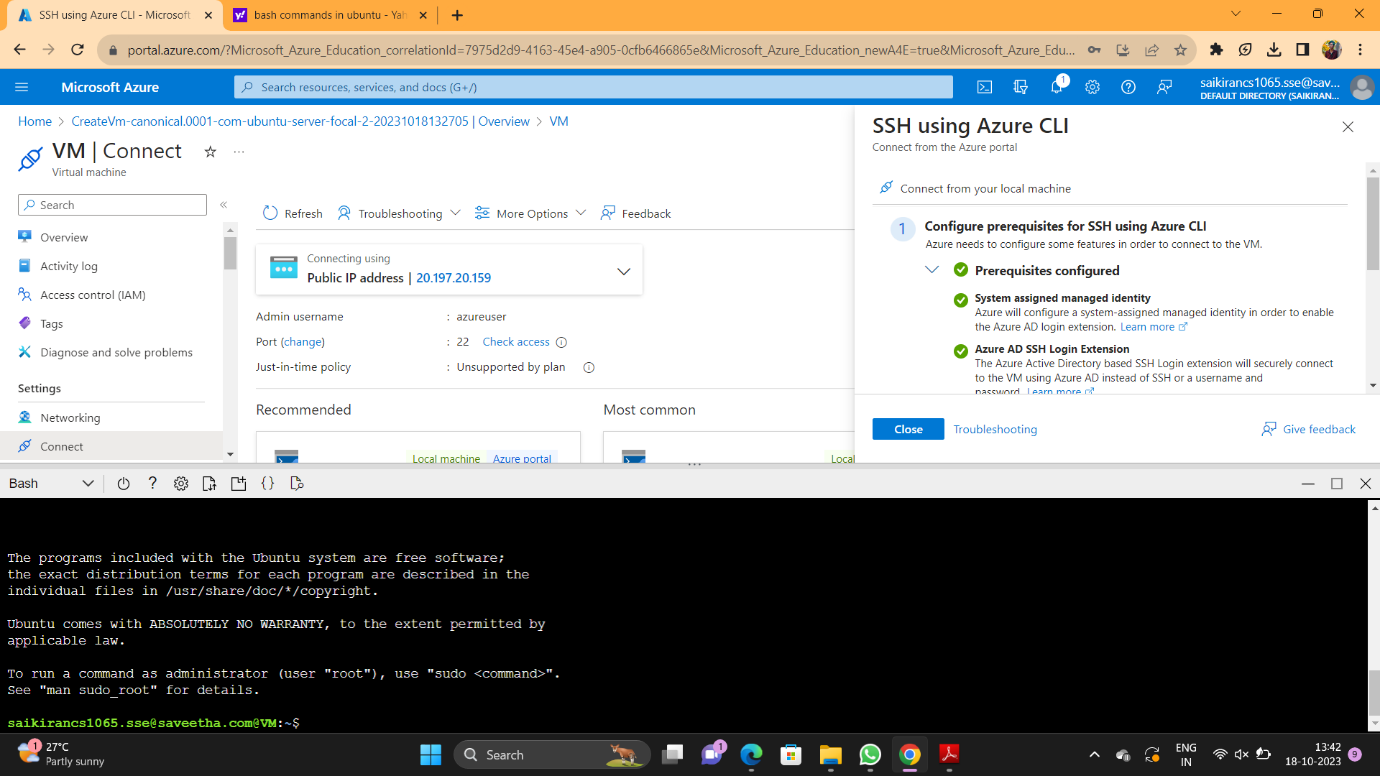 SSH using Azure CLI - Microsoft
bash commands in ubuntu - Yah
portal.azure.com/?Microsoft_Azure_Education_correlationId=7975d2d9-4163-45e4-a905-0cfb6466865e&Microsoft_Azure_Education_newA4E=true&Microsoft_Azure_Edu...
Microsoft Azure
Search resources, services, and docs (G+/)
1
saikirancs1065.sse@sav...
DEFAULT DIRECTORY (SAIKIRAN...
Home > CreateVm-canonical.0001-com-ubuntu-server-focal-2-20231018132705 | Overview > VM
VM | Connect
Virtual machine
Search
Overview
Activity log
Access control (IAM)
Tags
Diagnose and solve problems
Settings
Networking
Connect
Refresh
Troubleshooting
More Options
Feedback
Connecting using
Public IP address | 20.197.20.159
Admin username : azureuser
Port (change) : 22 Check access
Just-in-time policy : Unsupported by plan
Recommended
Most common
Local machine Azure portal
Local
SSH using Azure CLI
Connect from the Azure portal
Connect from your local machine
1 Configure prerequisites for SSH using Azure CLI
Azure needs to configure some features in order to connect to the VM.
Prerequisites configured
System assigned managed identity
Azure will configure a system-assigned managed identity in order to enable
the Azure AD login extension. Learn more
Azure AD SSH Login Extension
The Azure Active Directory based SSH Login extension will securely connect
to the VM using Azure AD instead of SSH or a username and
password. Learn more
Close
Troubleshooting
Give feedback
Bash
The programs included with the Ubuntu system are free software;
the exact distribution terms for each program are described in the
individual files in /usr/share/doc/*/copyright.
Ubuntu comes with ABSOLUTELY NO WARRANTY, to the extent permitted by
applicable law.
To run a command as administrator (user "root"), use "sudo <command>".
See "man sudo_root" for details.
saikirancs1065.sse@saveetha.com@VM:~$
1
27°C
Partly sunny
Search
1
ENG
IN
13:42
18-10-2023
9